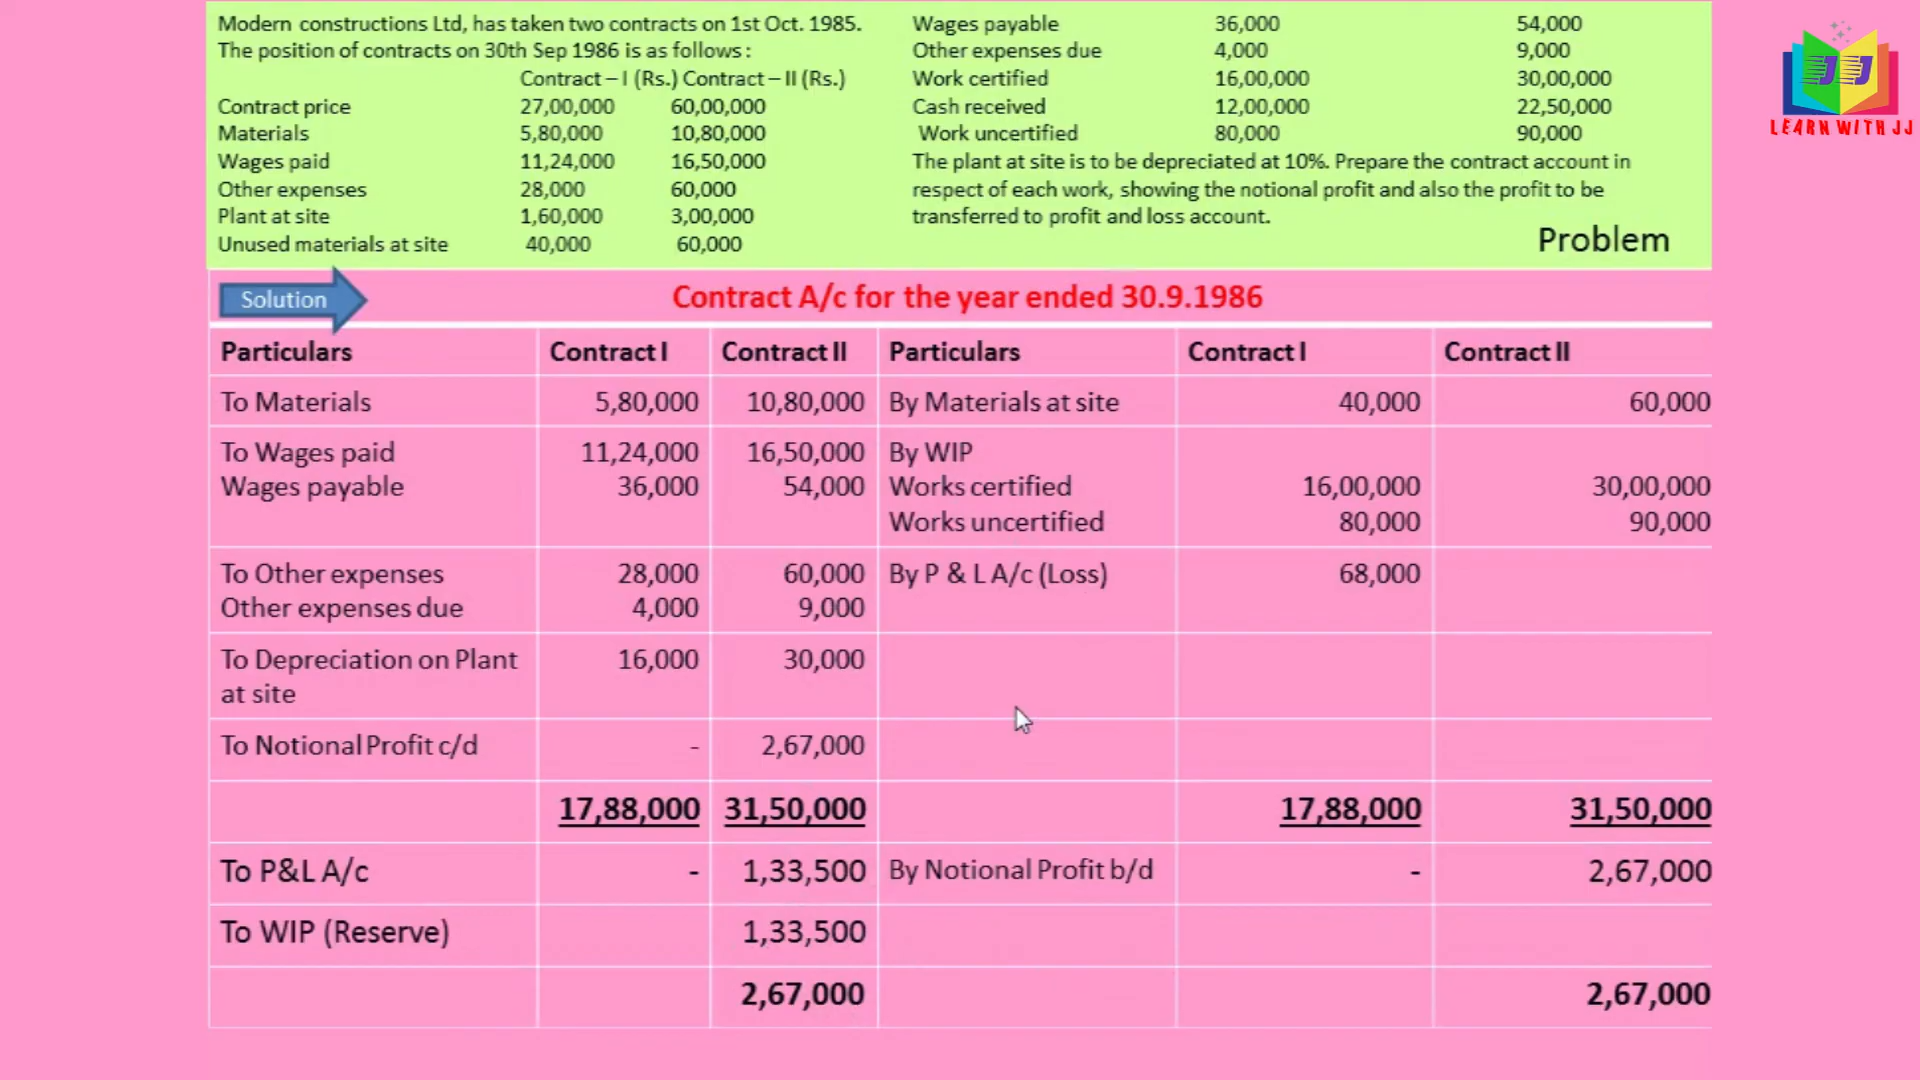 Modern constructions Ltd, has taken two contracts on 1st Oct. 1985.
The position of contracts on 30th Sep 1986 is as follows :
Contract – I (Rs.) Contract – II (Rs.)
Contract price 27,00,000 60,00,000
Materials 5,80,000 10,80,000
Wages paid 11,24,000 16,50,000
Other expenses 28,000 60,000
Plant at site 1,60,000 3,00,000
Unused materials at site 40,000 60,000
Wages payable 36,000 54,000
Other expenses due 4,000 9,000
Work certified 16,00,000 30,00,000
Cash received 12,00,000 22,50,000
Work uncertified 80,000 90,000
The plant at site is to be depreciated at 10%. Prepare the contract account in
respect of each work, showing the notional profit and also the profit to be
transferred to profit and loss account.
Problem
JJ
LEARN WITH JJ
Solution
Contract A/c for the year ended 30.9.1986
Particulars Contract I Contract II Particulars Contract I Contract II
To Materials 5,80,000 10,80,000 By Materials at site 40,000 60,000
To Wages paid 11,24,000 16,50,000 By WIP
Wages payable 36,000 54,000 Works certified 16,00,000 30,00,000
Works uncertified 80,000 90,000
To Other expenses 28,000 60,000 By P & L A/c (Loss) 68,000
Other expenses due 4,000 9,000
To Depreciation on Plant 16,000 30,000
at site
To Notional Profit c/d - 2,67,000
17,88,000 31,50,000 17,88,000 31,50,000
To P&L A/c - 1,33,500 By Notional Profit b/d - 2,67,000
To WIP (Reserve) 1,33,500
2,67,000 2,67,000